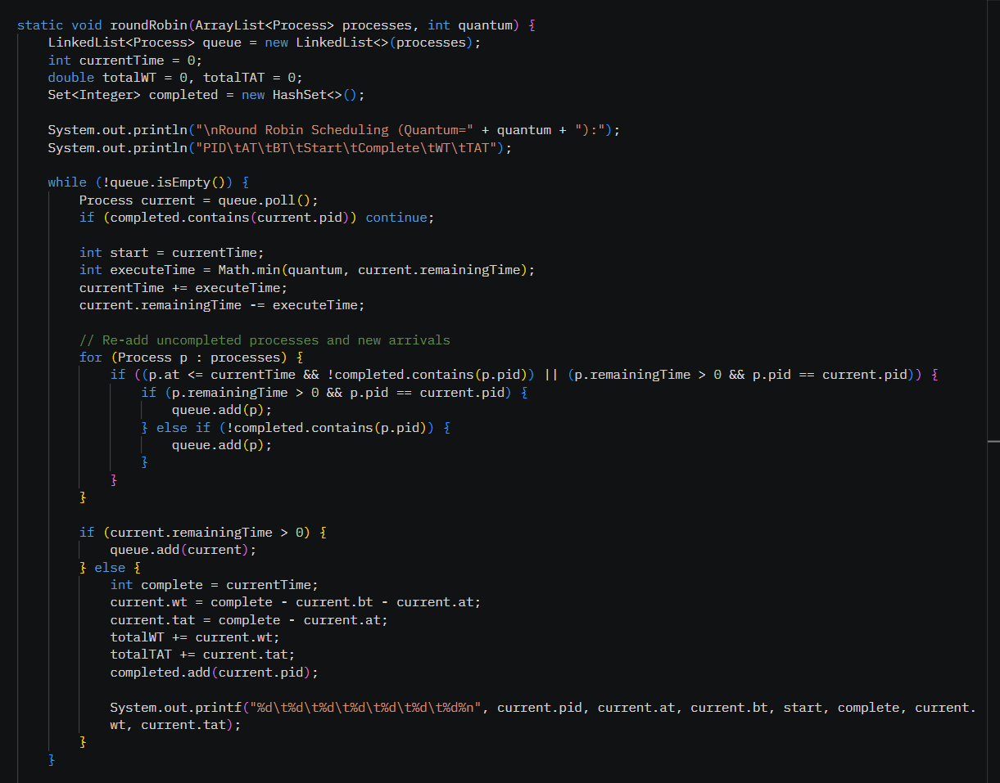 static void roundRobin(ArrayList<Process> processes, int quantum) {
    LinkedList<Process> queue = new LinkedList<>(processes);
    int currentTime = 0;
    double totalWT = 0, totalTAT = 0;
    Set<Integer> completed = new HashSet<>();

    System.out.println("\nRound Robin Scheduling (Quantum=" + quantum + "):");
    System.out.println("PID\tAT\tBT\tStart\tComplete\tWT\tTAT");

    while (!queue.isEmpty()) {
        Process current = queue.poll();
        if (completed.contains(current.pid)) continue;

        int start = currentTime;
        int executeTime = Math.min(quantum, current.remainingTime);
        currentTime += executeTime;
        current.remainingTime -= executeTime;

        // Re-add uncompleted processes and new arrivals
        for (Process p : processes) {
            if ((p.at <= currentTime && !completed.contains(p.pid)) || (p.remainingTime > 0 && p.pid == current.pid)) {
                if (p.remainingTime > 0 && p.pid == current.pid) {
                    queue.add(p);
                } else if (!completed.contains(p.pid)) {
                    queue.add(p);
                }
            }
        }

        if (current.remainingTime > 0) {
            queue.add(current);
        } else {
            int complete = currentTime;
            current.wt = complete - current.bt - current.at;
            current.tat = complete - current.at;
            totalWT += current.wt;
            totalTAT += current.tat;
            completed.add(current.pid);

            System.out.printf("%d\t%d\t%d\t%d\t%d\t%d\t%d%n", current.pid, current.at, current.bt, start, complete, current.
            wt, current.tat);
        }
    }